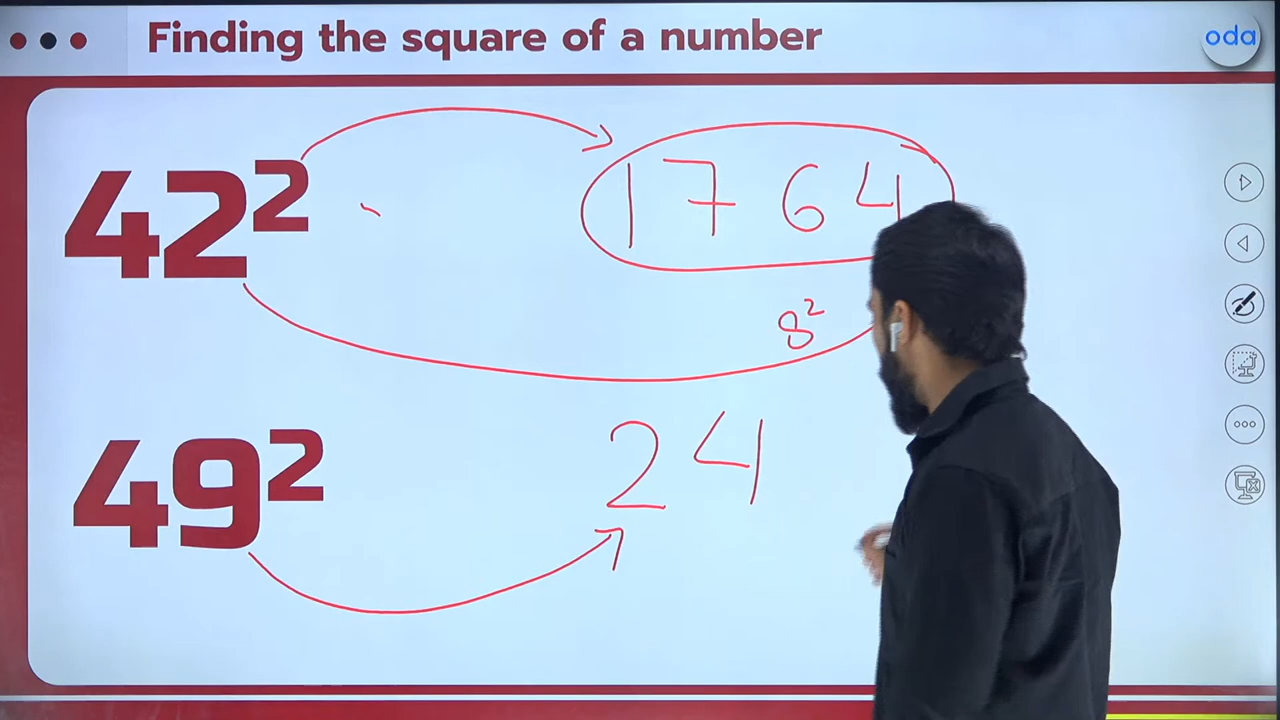 Finding the square of a number
oda
42² 1764
8²
49² 24